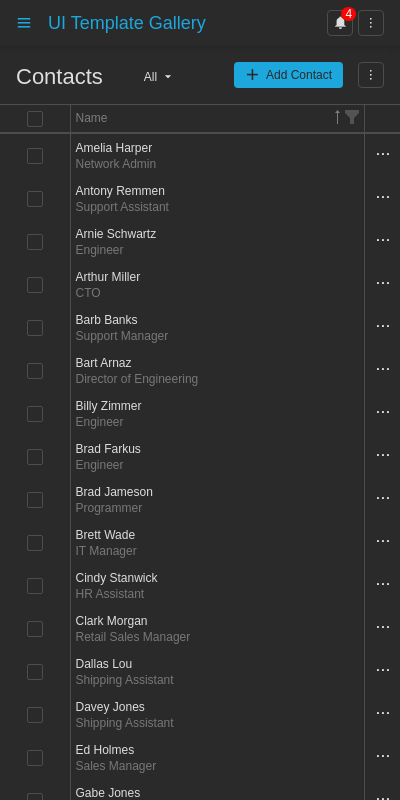 UI Template Gallery
4
Contacts
All
Add Contact
Name
Amelia Harper
Network Admin
Antony Remmen
Support Assistant
Arnie Schwartz
Engineer
Arthur Miller
CTO
Barb Banks
Support Manager
Bart Arnaz
Director of Engineering
Billy Zimmer
Engineer
Brad Farkus
Engineer
Brad Jameson
Programmer
Brett Wade
IT Manager
Cindy Stanwick
HR Assistant
Clark Morgan
Retail Sales Manager
Dallas Lou
Shipping Assistant
Davey Jones
Shipping Assistant
Ed Holmes
Sales Manager
Gabe Jones